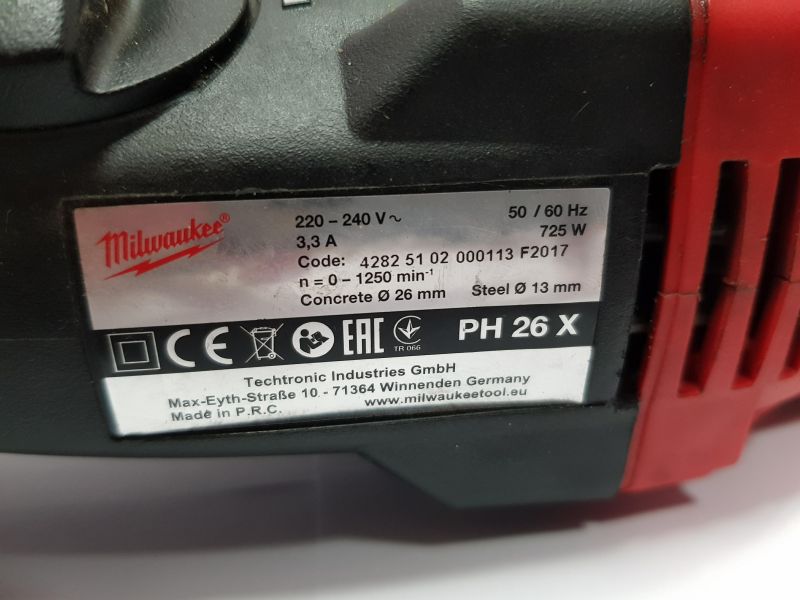 Milwaukee®
220 – 240 V ~ 50 / 60 Hz
3,3 A 725 W
Code: 4282 51 02 000113 F2017
n = 0 – 1250 min⁻¹
Concrete Ø 26 mm Steel Ø 13 mm
CE EAC TR 066 PH 26 X
Techtronic Industries GmbH
Max-Eyth-Straße 10 - 71364 Winnenden Germany
Made in P.R.C. www.milwaukeetool.eu